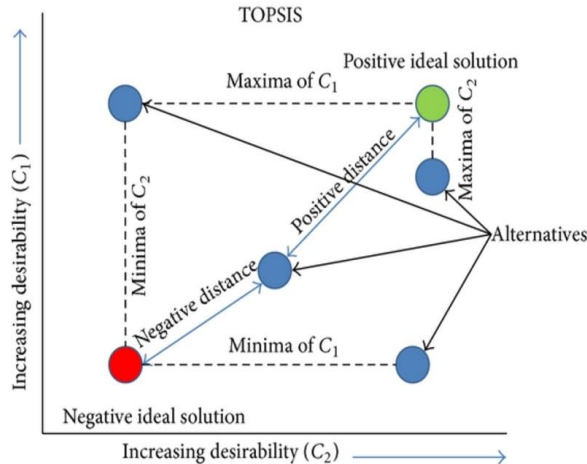 TOPSIS
Positive ideal solution
Maxima of C₁
Maxima of C₂
Increasing desirability (C₁)
Minima of C₂
Positive distance
Alternatives
Negative distance
Minima of C₁
Negative ideal solution
Increasing desirability (C₂)